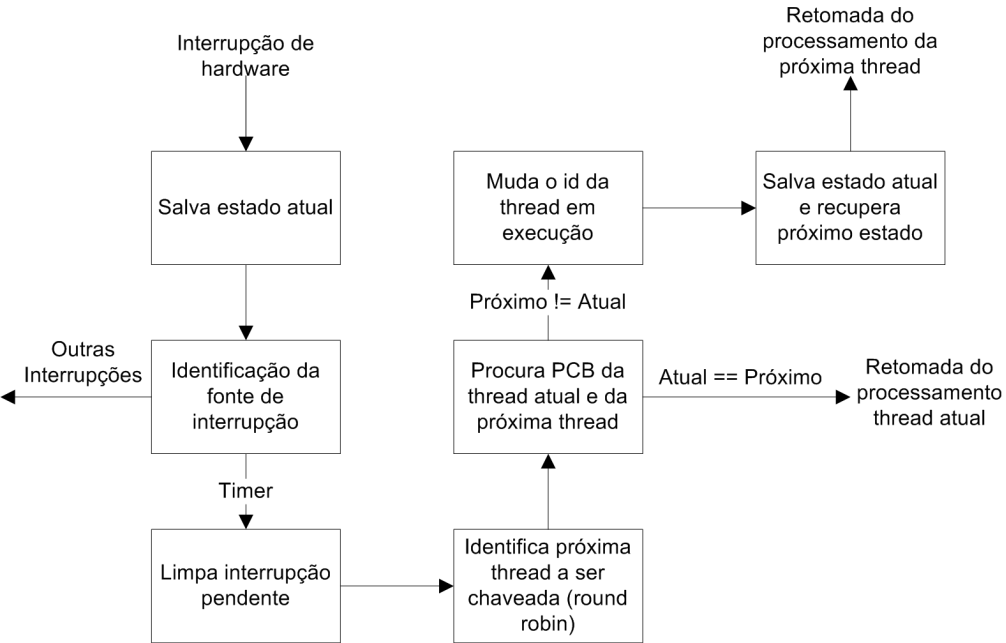 Interrupção de
hardware
Salva estado atual
Identificação da
fonte de
interrupção
Outras
Interrupções
Timer
Limpa interrupção
pendente
Identifica próxima
thread a ser
chaveada (round
robin)
Procura PCB da
thread atual e da
próxima thread
Atual == Próximo
Retomada do
processamento
thread atual
Próximo != Atual
Muda o id da
thread em
execução
Salva estado atual
e recupera
próximo estado
Retomada do
processamento da
próxima thread